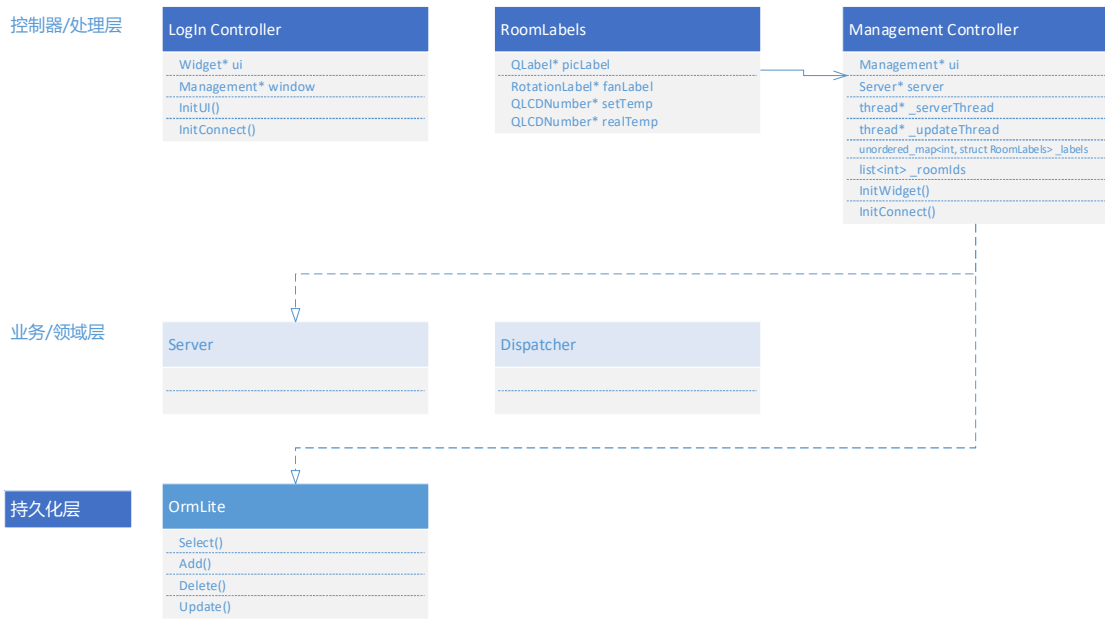 控制器/处理层
LogIn Controller
Widget* ui
Management* window
InitUI()
InitConnect()
RoomLabels
QLabel* picLabel
RotationLabel* fanLabel
QLCDNumber* setTemp
QLCDNumber* realTemp
Management Controller
Management* ui
Server* server
thread* _serverThread
thread* _updateThread
unordered_map<int, struct RoomLabels> _labels
list<int> _roomIds
InitWidget()
InitConnect()
业务/领域层
Server
Dispatcher
持久化层
OrmLite
Select()
Add()
Delete()
Update()